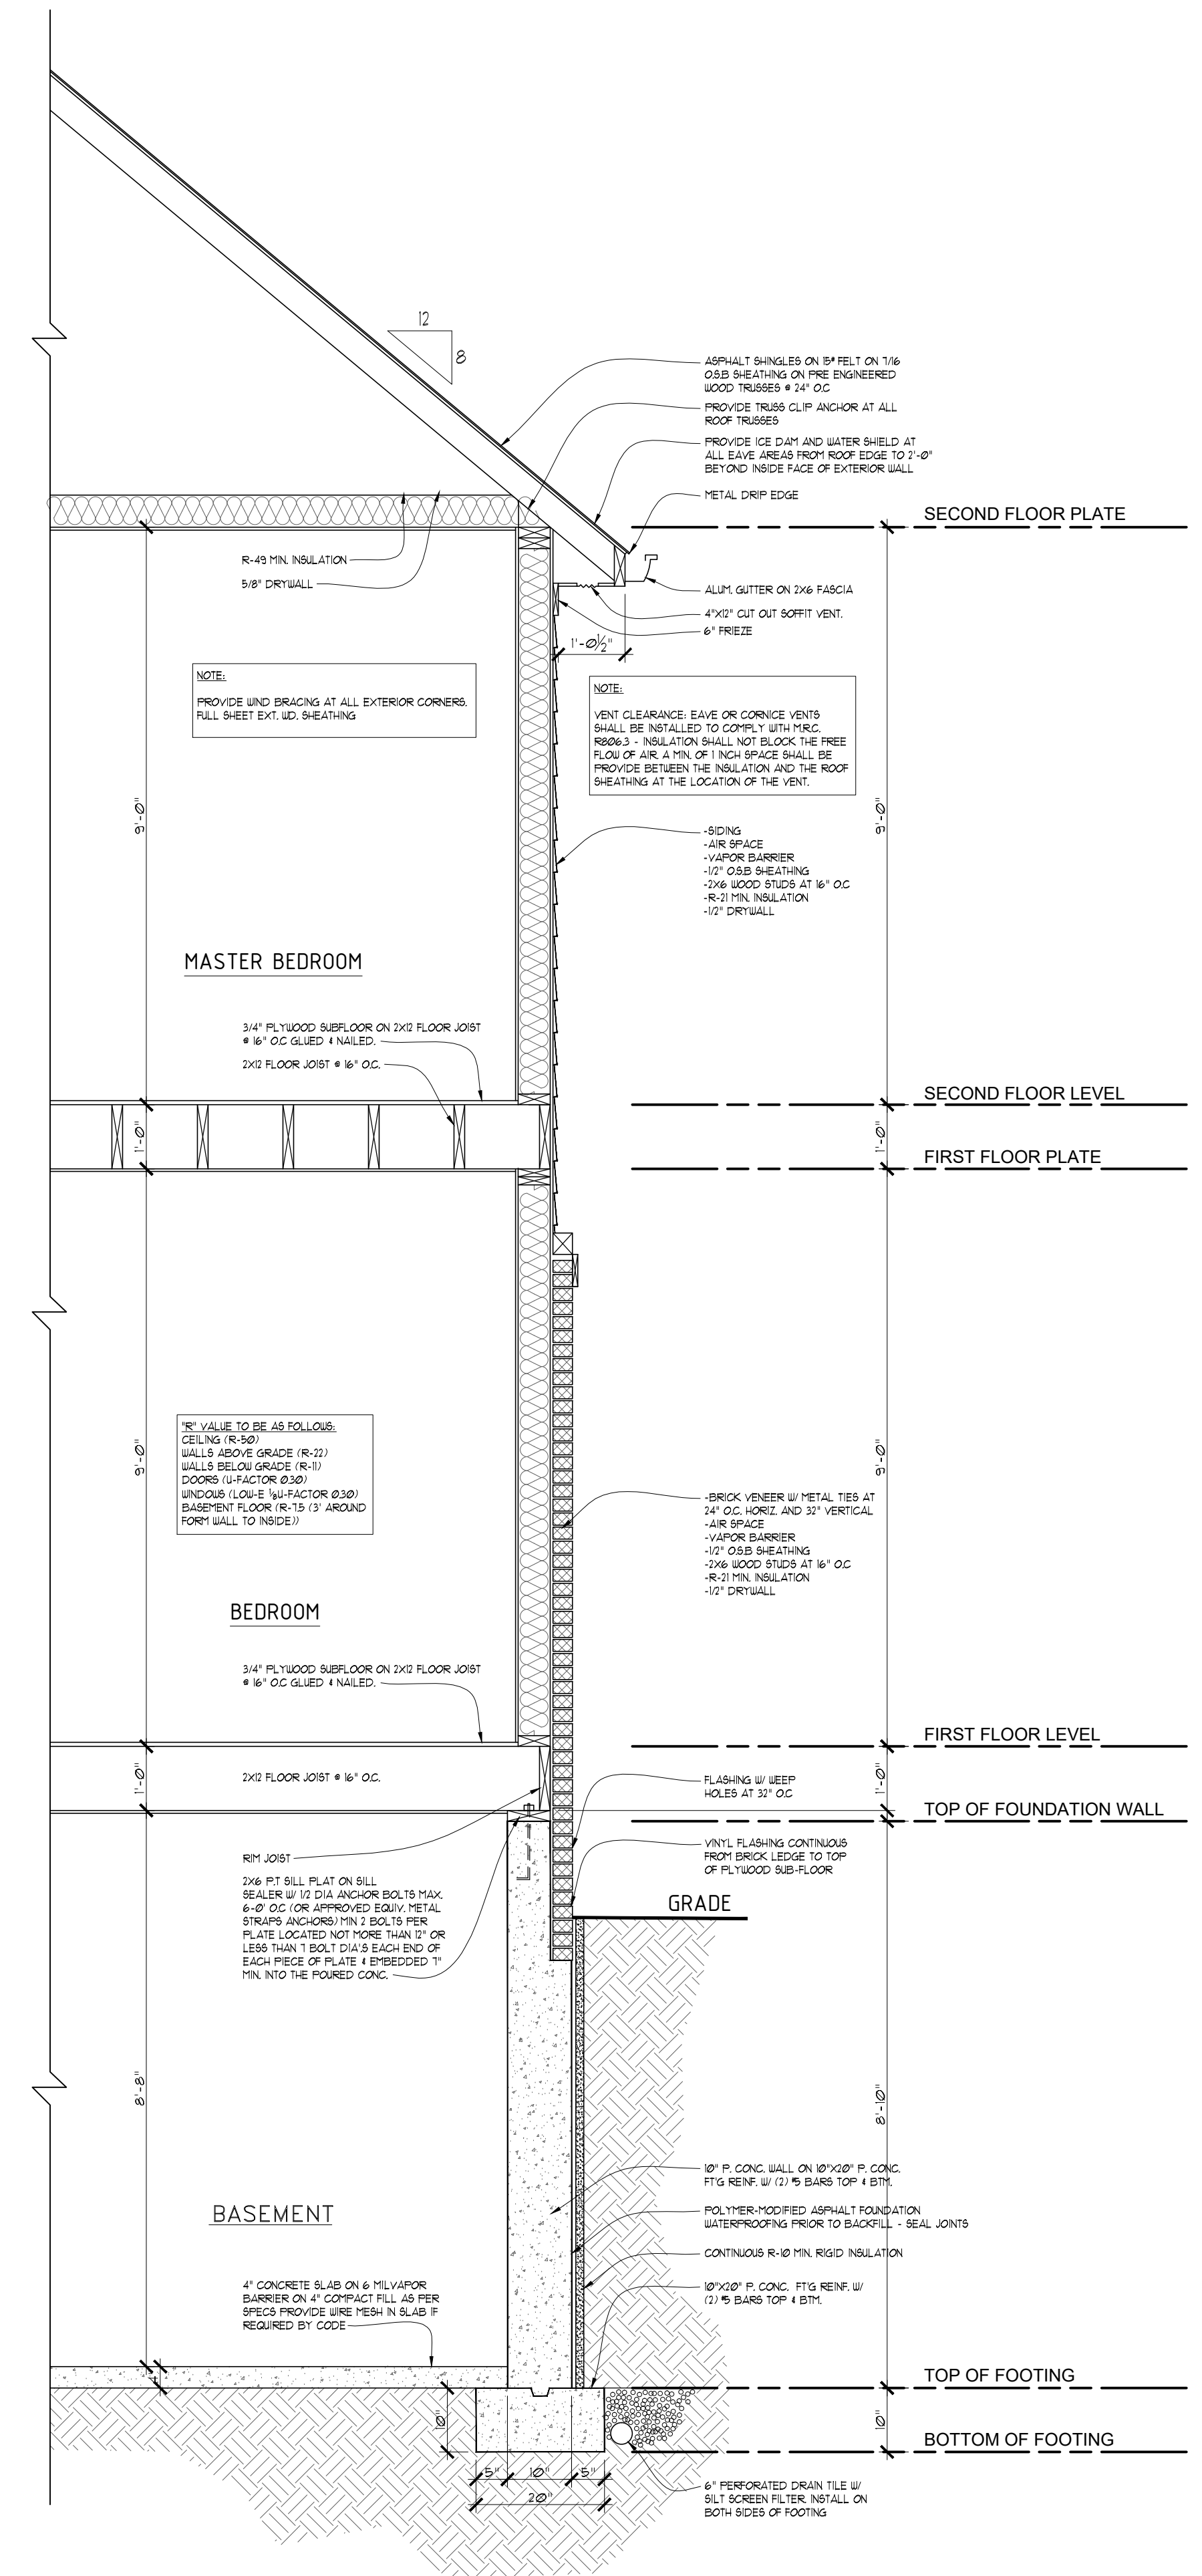 12
8
ASPHALT SHINGLES ON 15# FELT ON 7/16
O.S.B SHEATHING ON PRE ENGINEERED
WOOD TRUSSES @ 24" O.C
PROVIDE TRUSS CLIP ANCHOR AT ALL
ROOF TRUSSES
PROVIDE ICE DAM AND WATER SHIELD AT
ALL EAVE AREAS FROM ROOF EDGE TO 2'-0"
BEYOND INSIDE FACE OF EXTERIOR WALL
METAL DRIP EDGE
SECOND FLOOR PLATE
R-49 MIN. INSULATION
5/8" DRYWALL
ALUM. GUTTER ON 2X6 FASCIA
4"X12" CUT OUT SOFFIT VENT.
6" FRIEZE
1'-0½"
NOTE:
PROVIDE WIND BRACING AT ALL EXTERIOR CORNERS.
FULL SHEET EXT. WD. SHEATHING
NOTE:
VENT CLEARANCE: EAVE OR CORNICE VENTS
SHALL BE INSTALLED TO COMPLY WITH M.R.C.
R806.3 - INSULATION SHALL NOT BLOCK THE FREE
FLOW OF AIR. A MIN. OF 1 INCH SPACE SHALL BE
PROVIDE BETWEEN THE INSULATION AND THE ROOF
SHEATHING AT THE LOCATION OF THE VENT.
9'-0"
9'-0"
-SIDING
-AIR SPACE
-VAPOR BARRIER
-1/2" O.S.B SHEATHING
-2X6 WOOD STUDS AT 16" O.C
-R-21 MIN. INSULATION
-1/2" DRYWALL
MASTER BEDROOM
3/4" PLYWOOD SUBFLOOR ON 2X12 FLOOR JOIST
@ 16" O.C GLUED & NAILED.
2X12 FLOOR JOIST @ 16" O.C.
SECOND FLOOR LEVEL
1'-0"
1'-0"
FIRST FLOOR PLATE
"R" VALUE TO BE AS FOLLOWS:
CEILING (R-50)
WALLS ABOVE GRADE (R-22)
WALLS BELOW GRADE (R-11)
DOORS (U-FACTOR 0.30)
WINDOWS (LOW-E ⅛U-FACTOR 0.30)
BASEMENT FLOOR (R-7.5 (3' AROUND
FORM WALL TO INSIDE))
9'-0"
9'-0"
-BRICK VENEER W/ METAL TIES AT
24" O.C. HORIZ. AND 32" VERTICAL
-AIR SPACE
-VAPOR BARRIER
-1/2" O.S.B SHEATHING
-2X6 WOOD STUDS AT 16" O.C
-R-21 MIN. INSULATION
-1/2" DRYWALL
BEDROOM
3/4" PLYWOOD SUBFLOOR ON 2X12 FLOOR JOIST
@ 16" O.C GLUED & NAILED.
FIRST FLOOR LEVEL
1'-0"
2X12 FLOOR JOIST @ 16" O.C.
FLASHING W/ WEEP
HOLES AT 32" O.C
1'-0"
TOP OF FOUNDATION WALL
RIM JOIST
VINYL FLASHING CONTINUOUS
FROM BRICK LEDGE TO TOP
OF PLYWOOD SUB-FLOOR
2X6 P.T SILL PLAT ON SILL
SEALER W/ 1/2 DIA ANCHOR BOLTS MAX.
6-0' O.C (OR APPROVED EQUIV. METAL
STRAPS ANCHORS) MIN 2 BOLTS PER
PLATE LOCATED NOT MORE THAN 12" OR
LESS THAN 7 BOLT DIA'S EACH END OF
EACH PIECE OF PLATE & EMBEDDED 7"
MIN. INTO THE POURED CONC.
GRADE
8'-8"
8'-10"
10" P. CONC. WALL ON 10"X20" P. CONC.
FT'G REINF. W/ (2) #5 BARS TOP & BTM.
BASEMENT
POLYMER-MODIFIED ASPHALT FOUNDATION
WATERPROOFING PRIOR TO BACKFILL - SEAL JOINTS
CONTINUOUS R-10 MIN. RIGID INSULATION
4" CONCRETE SLAB ON 6 MILVAPOR
BARRIER ON 4" COMPACT FILL AS PER
SPECS PROVIDE WIRE MESH IN SLAB IF
REQUIRED BY CODE
10"X20" P. CONC. FT'G REINF. W/
(2) #5 BARS TOP & BTM.
TOP OF FOOTING
10"
10"
BOTTOM OF FOOTING
5" 10" 5"
20"
6" PERFORATED DRAIN TILE W/
SILT SCREEN FILTER. INSTALL ON
BOTH SIDES OF FOOTING